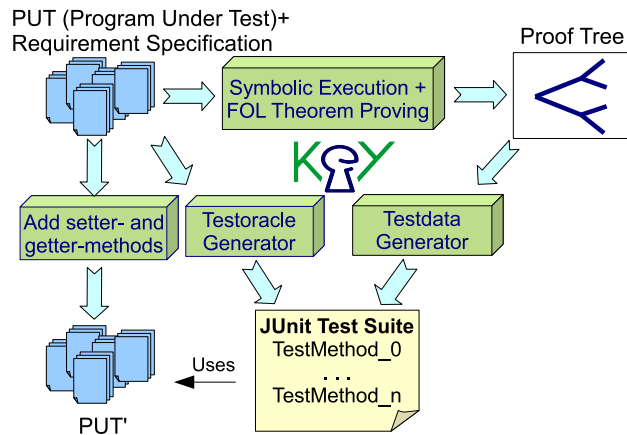 PUT (Program Under Test)+
Requirement Specification
Proof Tree
Symbolic Execution +
FOL Theorem Proving
KeY
Add setter- and
getter-methods
Testoracle
Generator
Testdata
Generator
JUnit Test Suite
TestMethod_0
. . .
TestMethod_n
Uses
PUT'